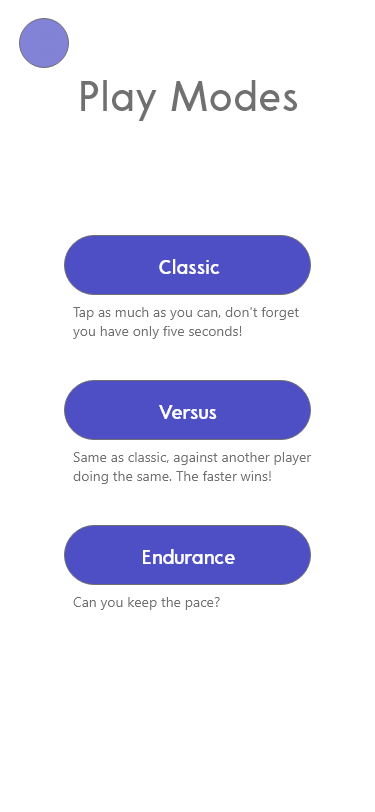 Play Modes
Classic
Tap as much as you can, don't forget
you have only five seconds!
Versus
Same as classic, against another player
doing the same. The faster wins!
Endurance
Can you keep the pace?